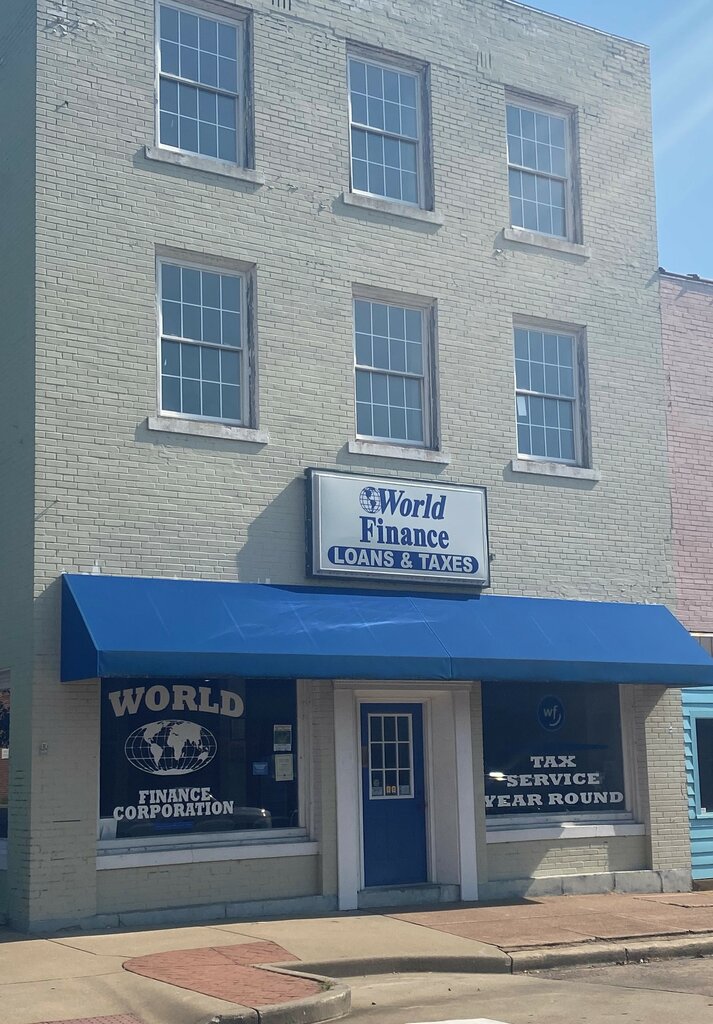 World
Finance
LOANS & TAXES
WORLD
FINANCE
CORPORATION
wf
TAX
SERVICE
YEAR ROUND